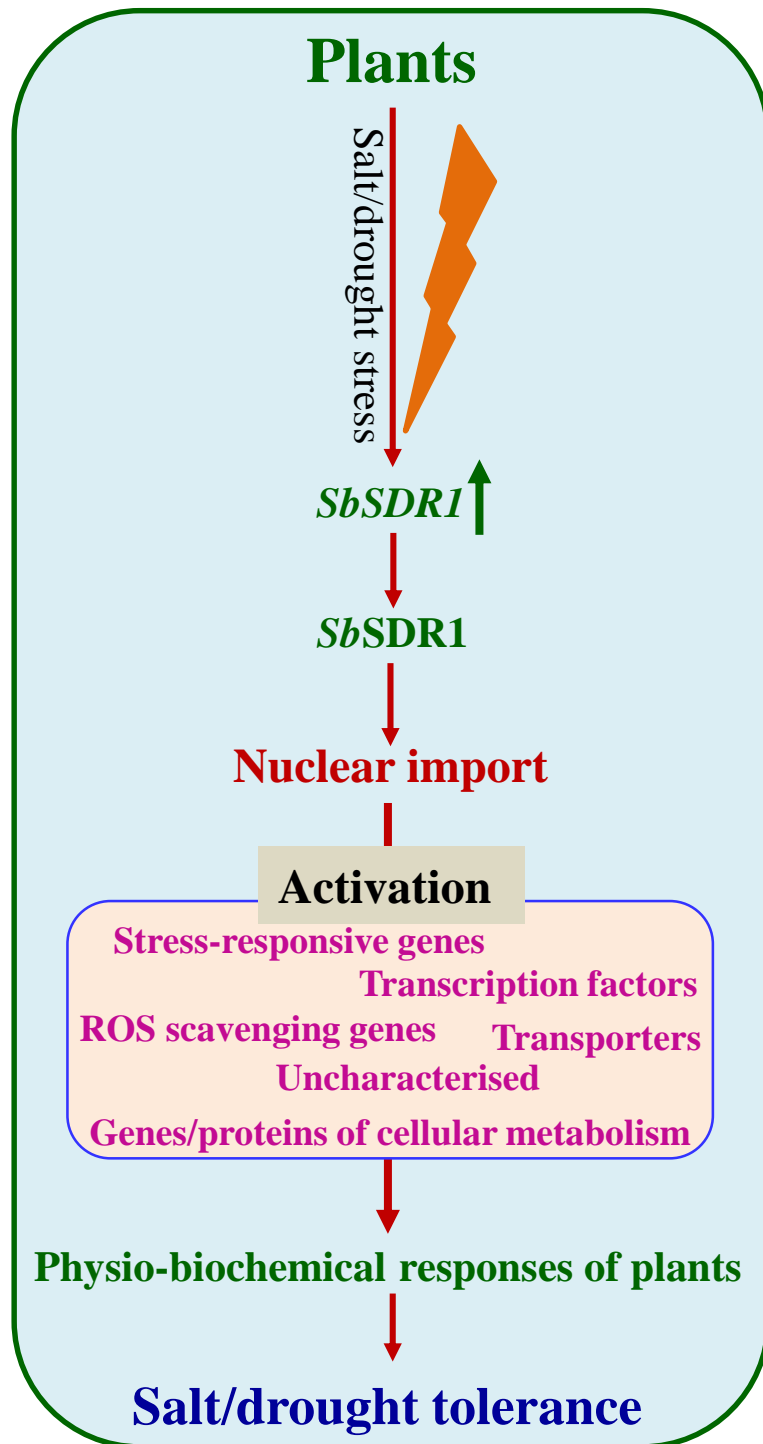 Plants
Salt/drought stress
SbSDR1
SbSDR1
Nuclear import
Activation
Stress-responsive genes
Transcription factors
ROS scavenging genes
Transporters
Uncharacterised
Genes/proteins of cellular metabolism
Physio-biochemical responses of plants
Salt/drought tolerance